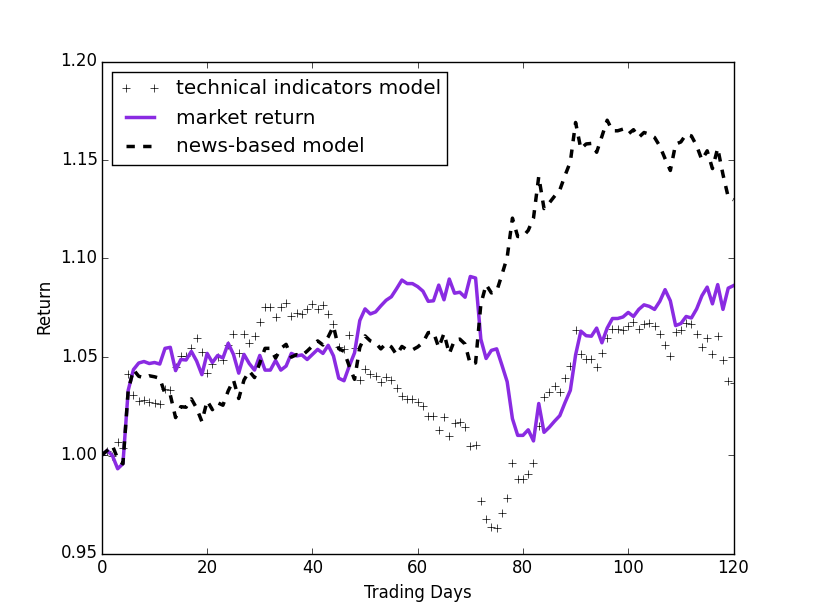 1.20
technical indicators model
market return
news-based model
1.15
1.10
Return
1.05
1.00
0.95
0 20 40 60 80 100 120
Trading Days